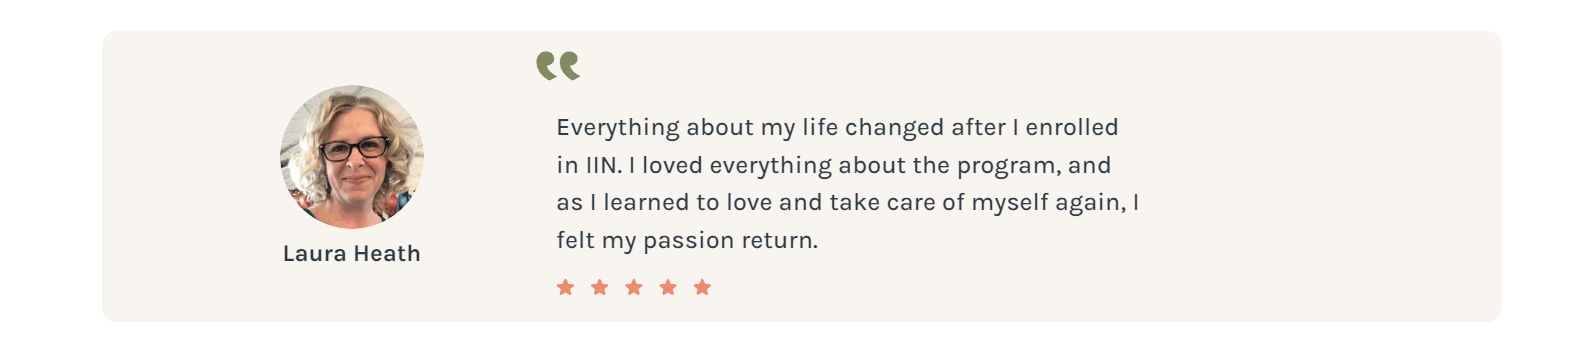 Laura Heath
Everything about my life changed after I enrolled
in IIN. I loved everything about the program, and
as I learned to love and take care of myself again, I
felt my passion return.